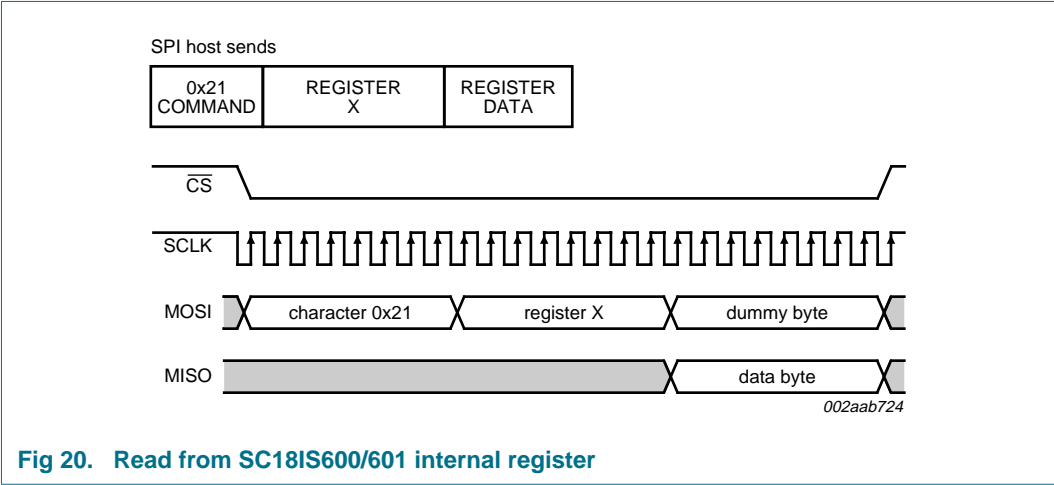 SPI host sends
0x21 COMMAND
REGISTER X
REGISTER DATA
CS
SCLK
MOSI
character 0x21
register X
dummy byte
MISO
data byte
002aab724
Fig 20. Read from SC18IS600/601 internal register